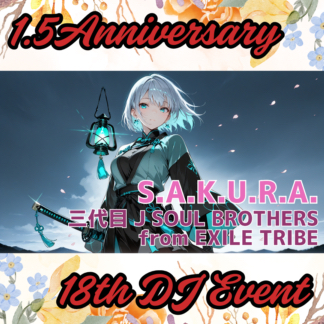 1.5Anniversary
S.A.K.U.R.A.
三代目 J SOUL BROTHERS
from EXILE TRIBE
18th DJ Event